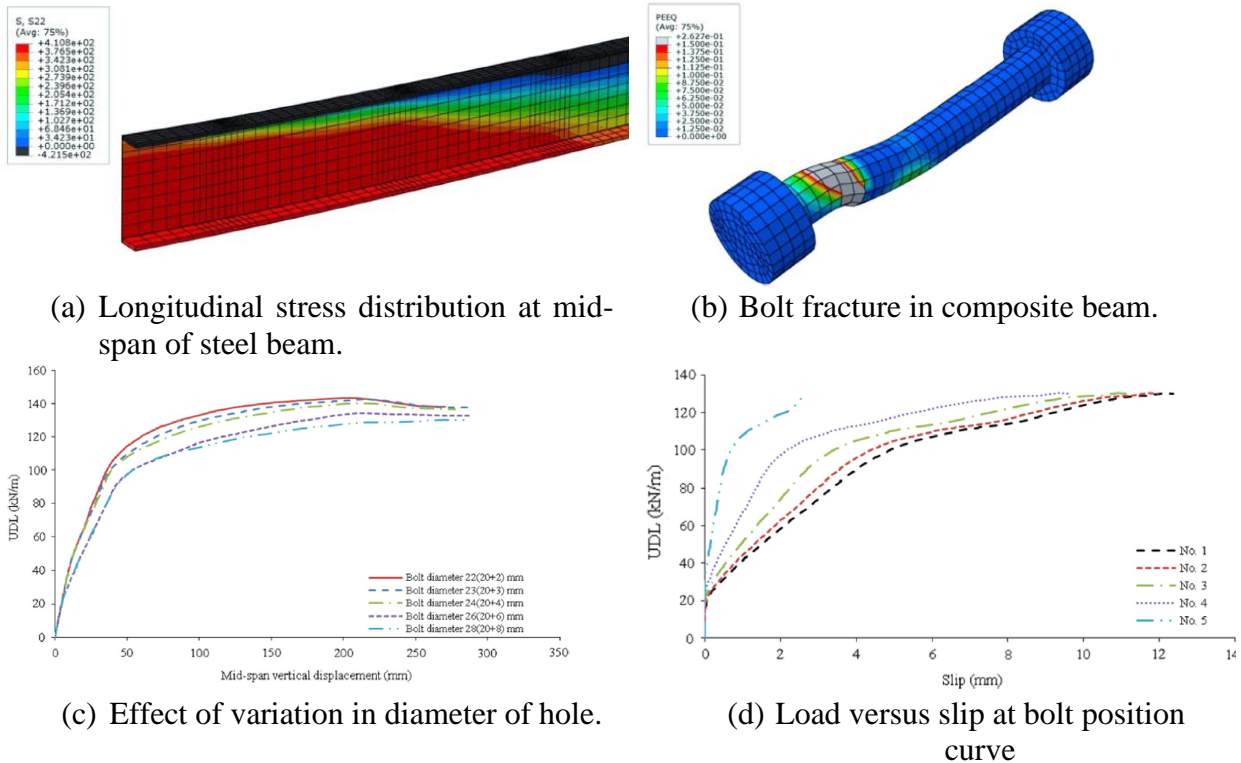 S, S22
(Avg: 75%)
+4.108e+02
+3.765e+02
+3.423e+02
+3.081e+02
+2.739e+02
+2.396e+02
+2.054e+02
+1.712e+02
+1.369e+02
+1.027e+02
+6.846e+01
+3.423e+01
+0.000e+00
-4.215e+02
PEEQ
(Avg: 75%)
+2.627e-01
+1.500e-01
+1.375e-01
+1.250e-01
+1.125e-01
+1.000e-01
+8.750e-02
+7.500e-02
+6.250e-02
+5.000e-02
+3.750e-02
+2.500e-02
+1.250e-02
+0.000e+00
(a) Longitudinal stress distribution at mid-
span of steel beam.
(b) Bolt fracture in composite beam.
160
140
120
100
80
60
40
20
0
UDL (kN/m)
0 50 100 150 200 250 300 350
Mid-span vertical displacement (mm)
Bolt diameter 22(20+2) mm
Bolt diameter 23(20+3) mm
Bolt diameter 24(20+4) mm
Bolt diameter 26(20+6) mm
Bolt diameter 28(20+8) mm
(c) Effect of variation in diameter of hole.
140
120
100
80
60
40
20
0
UDL (kN/m)
0 2 4 6 8 10 12 14
Slip (mm)
No. 1
No. 2
No. 3
No. 4
No. 5
(d) Load versus slip at bolt position
curve